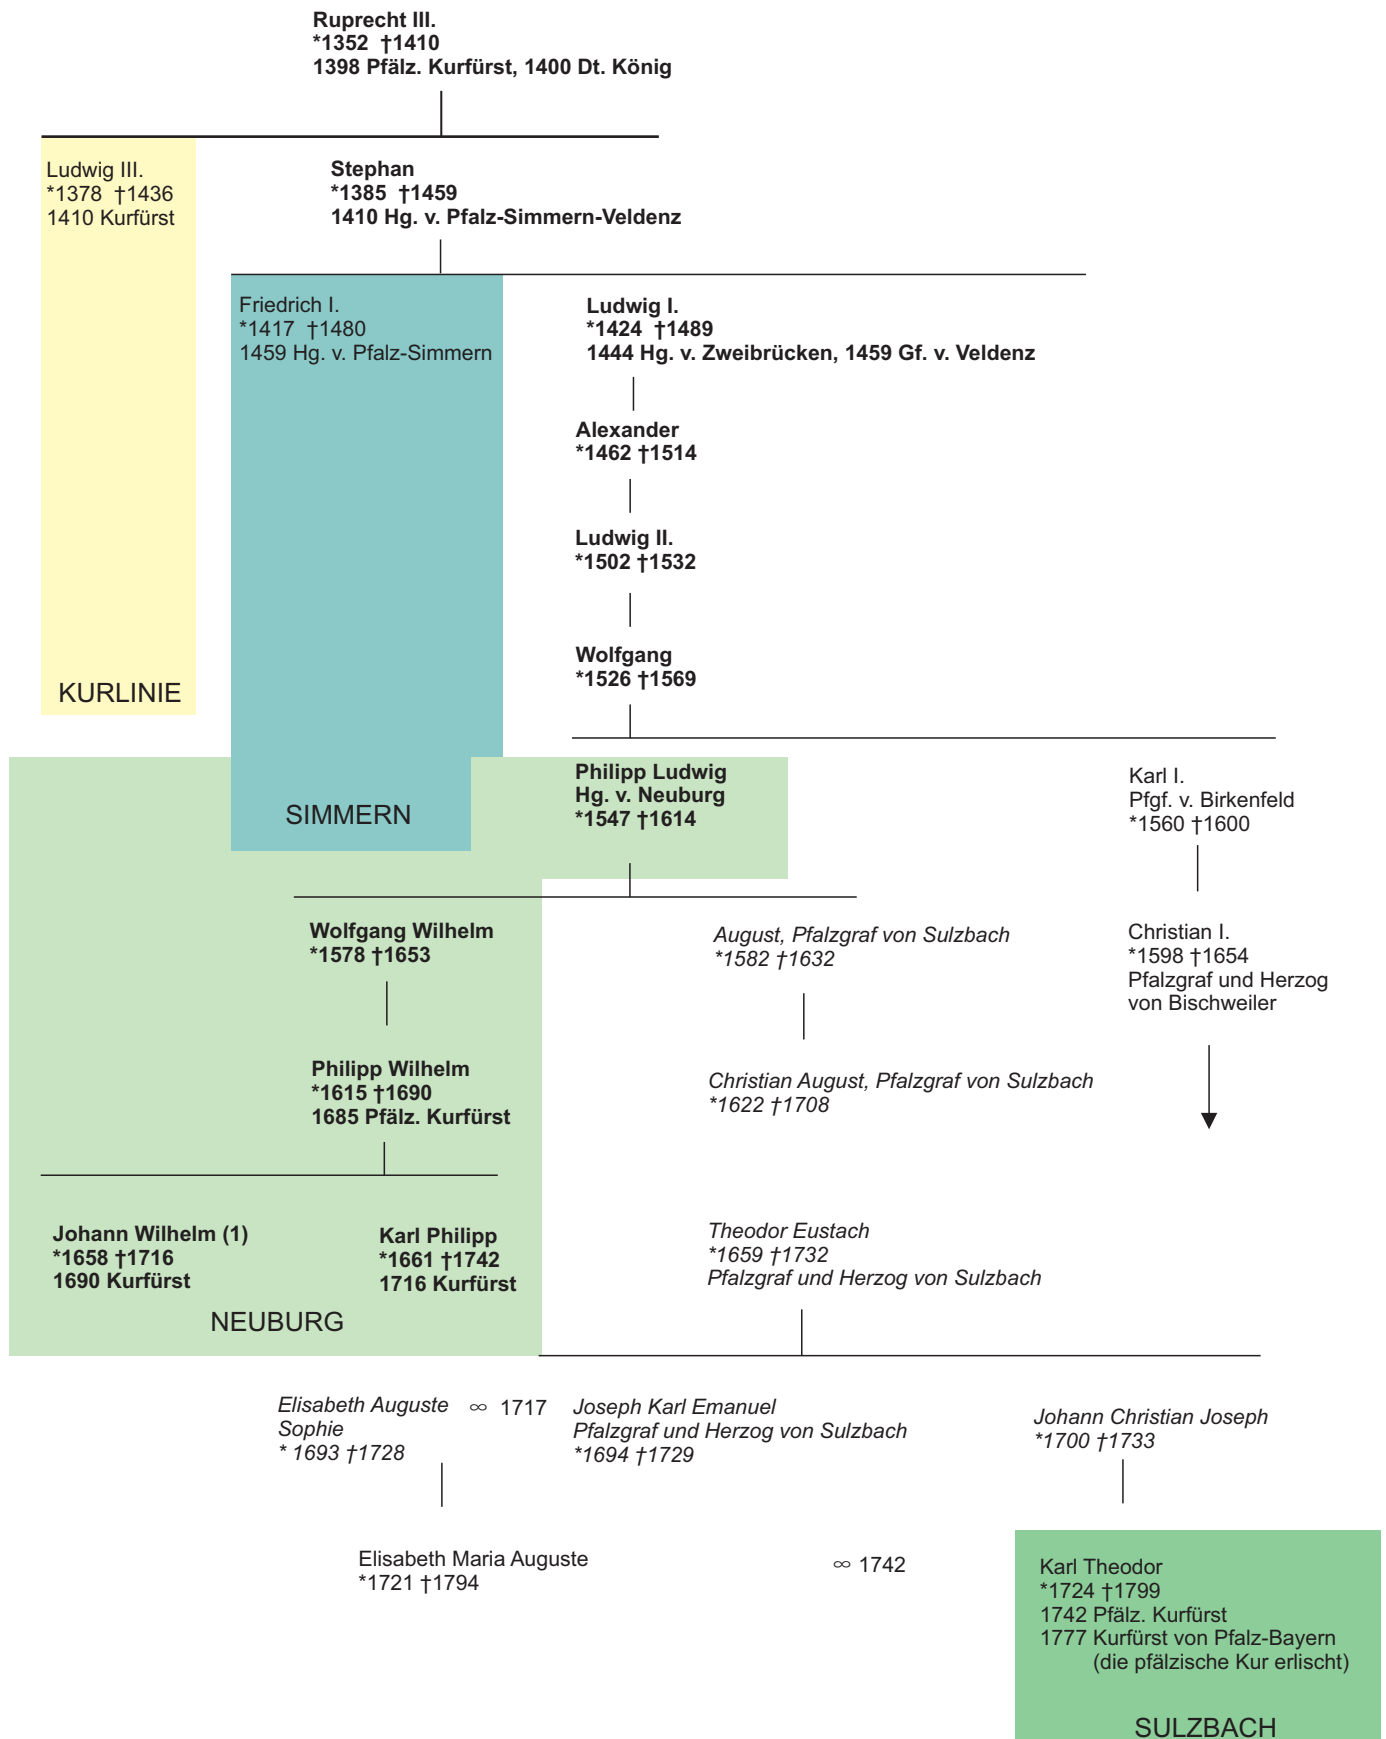 Ruprecht III.
*1352 †1410
1398 Pfälz. Kurfürst, 1400 Dt. König
Ludwig III.
*1378 †1436
1410 Kurfürst
Stephan
*1385 †1459
1410 Hg. v. Pfalz-Simmern-Veldenz
Friedrich I.
*1417 †1480
1459 Hg. v. Pfalz-Simmern
Ludwig I.
*1424 †1489
1444 Hg. v. Zweibrücken, 1459 Gf. v. Veldenz
Alexander
*1462 †1514
Ludwig II.
*1502 †1532
Wolfgang
*1526 †1569
KURLINIE
SIMMERN
Philipp Ludwig
Hg. v. Neuburg
*1547 †1614
Karl I.
Pfgf. v. Birkenfeld
*1560 †1600
Wolfgang Wilhelm
*1578 †1653
August, Pfalzgraf von Sulzbach
*1582 †1632
Christian I.
*1598 †1654
Pfalzgraf und Herzog
von Bischweiler
Philipp Wilhelm
*1615 †1690
1685 Pfälz. Kurfürst
Christian August, Pfalzgraf von Sulzbach
*1622 †1708
Johann Wilhelm (1)
*1658 †1716
1690 Kurfürst
Karl Philipp
*1661 †1742
1716 Kurfürst
Theodor Eustach
*1659 †1732
Pfalzgraf und Herzog von Sulzbach
NEUBURG
Elisabeth Auguste
Sophie
* 1693 †1728
∞ 1717
Joseph Karl Emanuel
Pfalzgraf und Herzog von Sulzbach
*1694 †1729
Johann Christian Joseph
*1700 †1733
Elisabeth Maria Auguste
*1721 †1794
∞ 1742
Karl Theodor
*1724 †1799
1742 Pfälz. Kurfürst
1777 Kurfürst von Pfalz-Bayern
(die pfälzische Kur erlischt)
SULZBACH